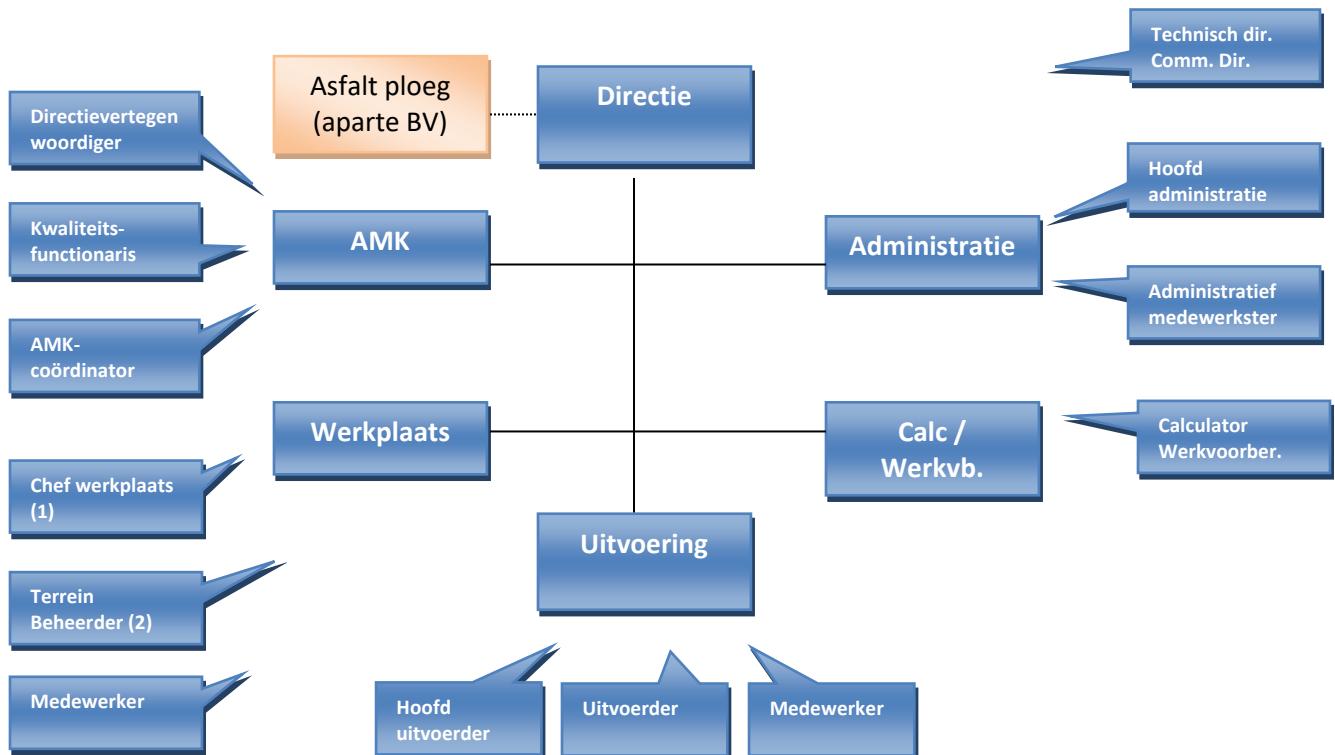 Technisch dir.
Comm. Dir.
Asfalt ploeg
(aparte BV)
Directie
Directievertegen
woordiger
Hoofd
administratie
Kwaliteits-
functionaris
AMK
Administratie
Administratief
medewerkster
AMK-
coördinator
Werkplaats
Calc /
Werkvb.
Calculator
Werkvoorber.
Chef werkplaats
(1)
Uitvoering
Terrein
Beheerder (2)
Medewerker
Hoofd
uitvoerder
Uitvoerder
Medewerker